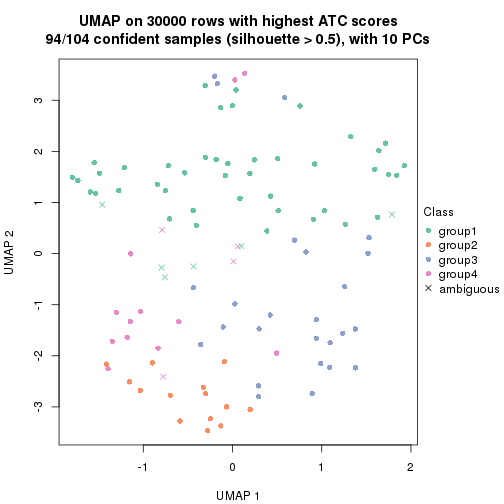 UMAP on 30000 rows with highest ATC scores
94/104 confident samples (silhouette > 0.5), with 10 PCs
3
2
1
0
-1
-2
-3
UMAP 2
-1
0
1
2
UMAP 1
Class
group1
group2
group3
group4
ambiguous